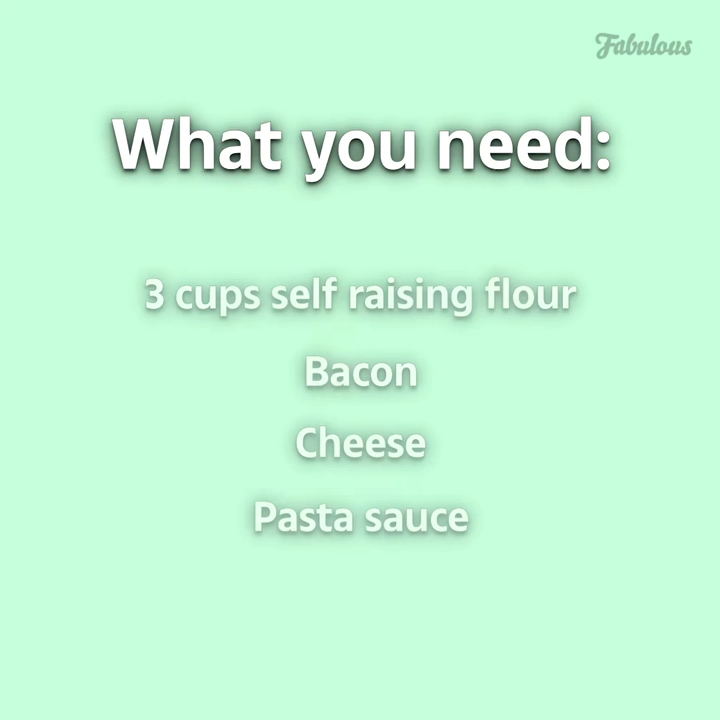 Fabulous
What you need:
3 cups self raising flour
Bacon
Cheese
Pasta sauce